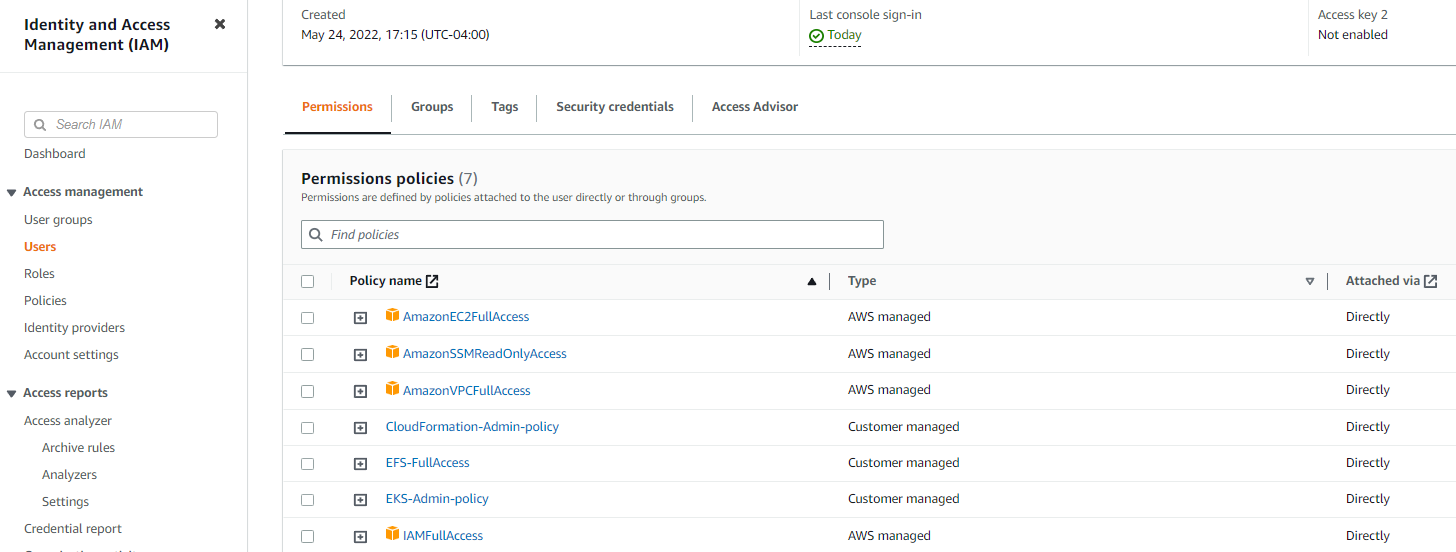 Identity and Access
Management (IAM)
Search IAM
Dashboard
Access management
User groups
Users
Roles
Policies
Identity providers
Account settings
Access reports
Access analyzer
Archive rules
Analyzers
Settings
Credential report
Created
May 24, 2022, 17:15 (UTC-04:00)
Last console sign-in
Today
Access key 2
Not enabled
Permissions
Groups
Tags
Security credentials
Access Advisor
Permissions policies (7)
Permissions are defined by policies attached to the user directly or through groups.
Find policies
Policy name Type Attached via
AmazonEC2FullAccess AWS managed Directly
AmazonSSMReadOnlyAccess AWS managed Directly
AmazonVPCFullAccess AWS managed Directly
CloudFormation-Admin-policy Customer managed Directly
EFS-FullAccess Customer managed Directly
EKS-Admin-policy Customer managed Directly
IAMFullAccess AWS managed Directly